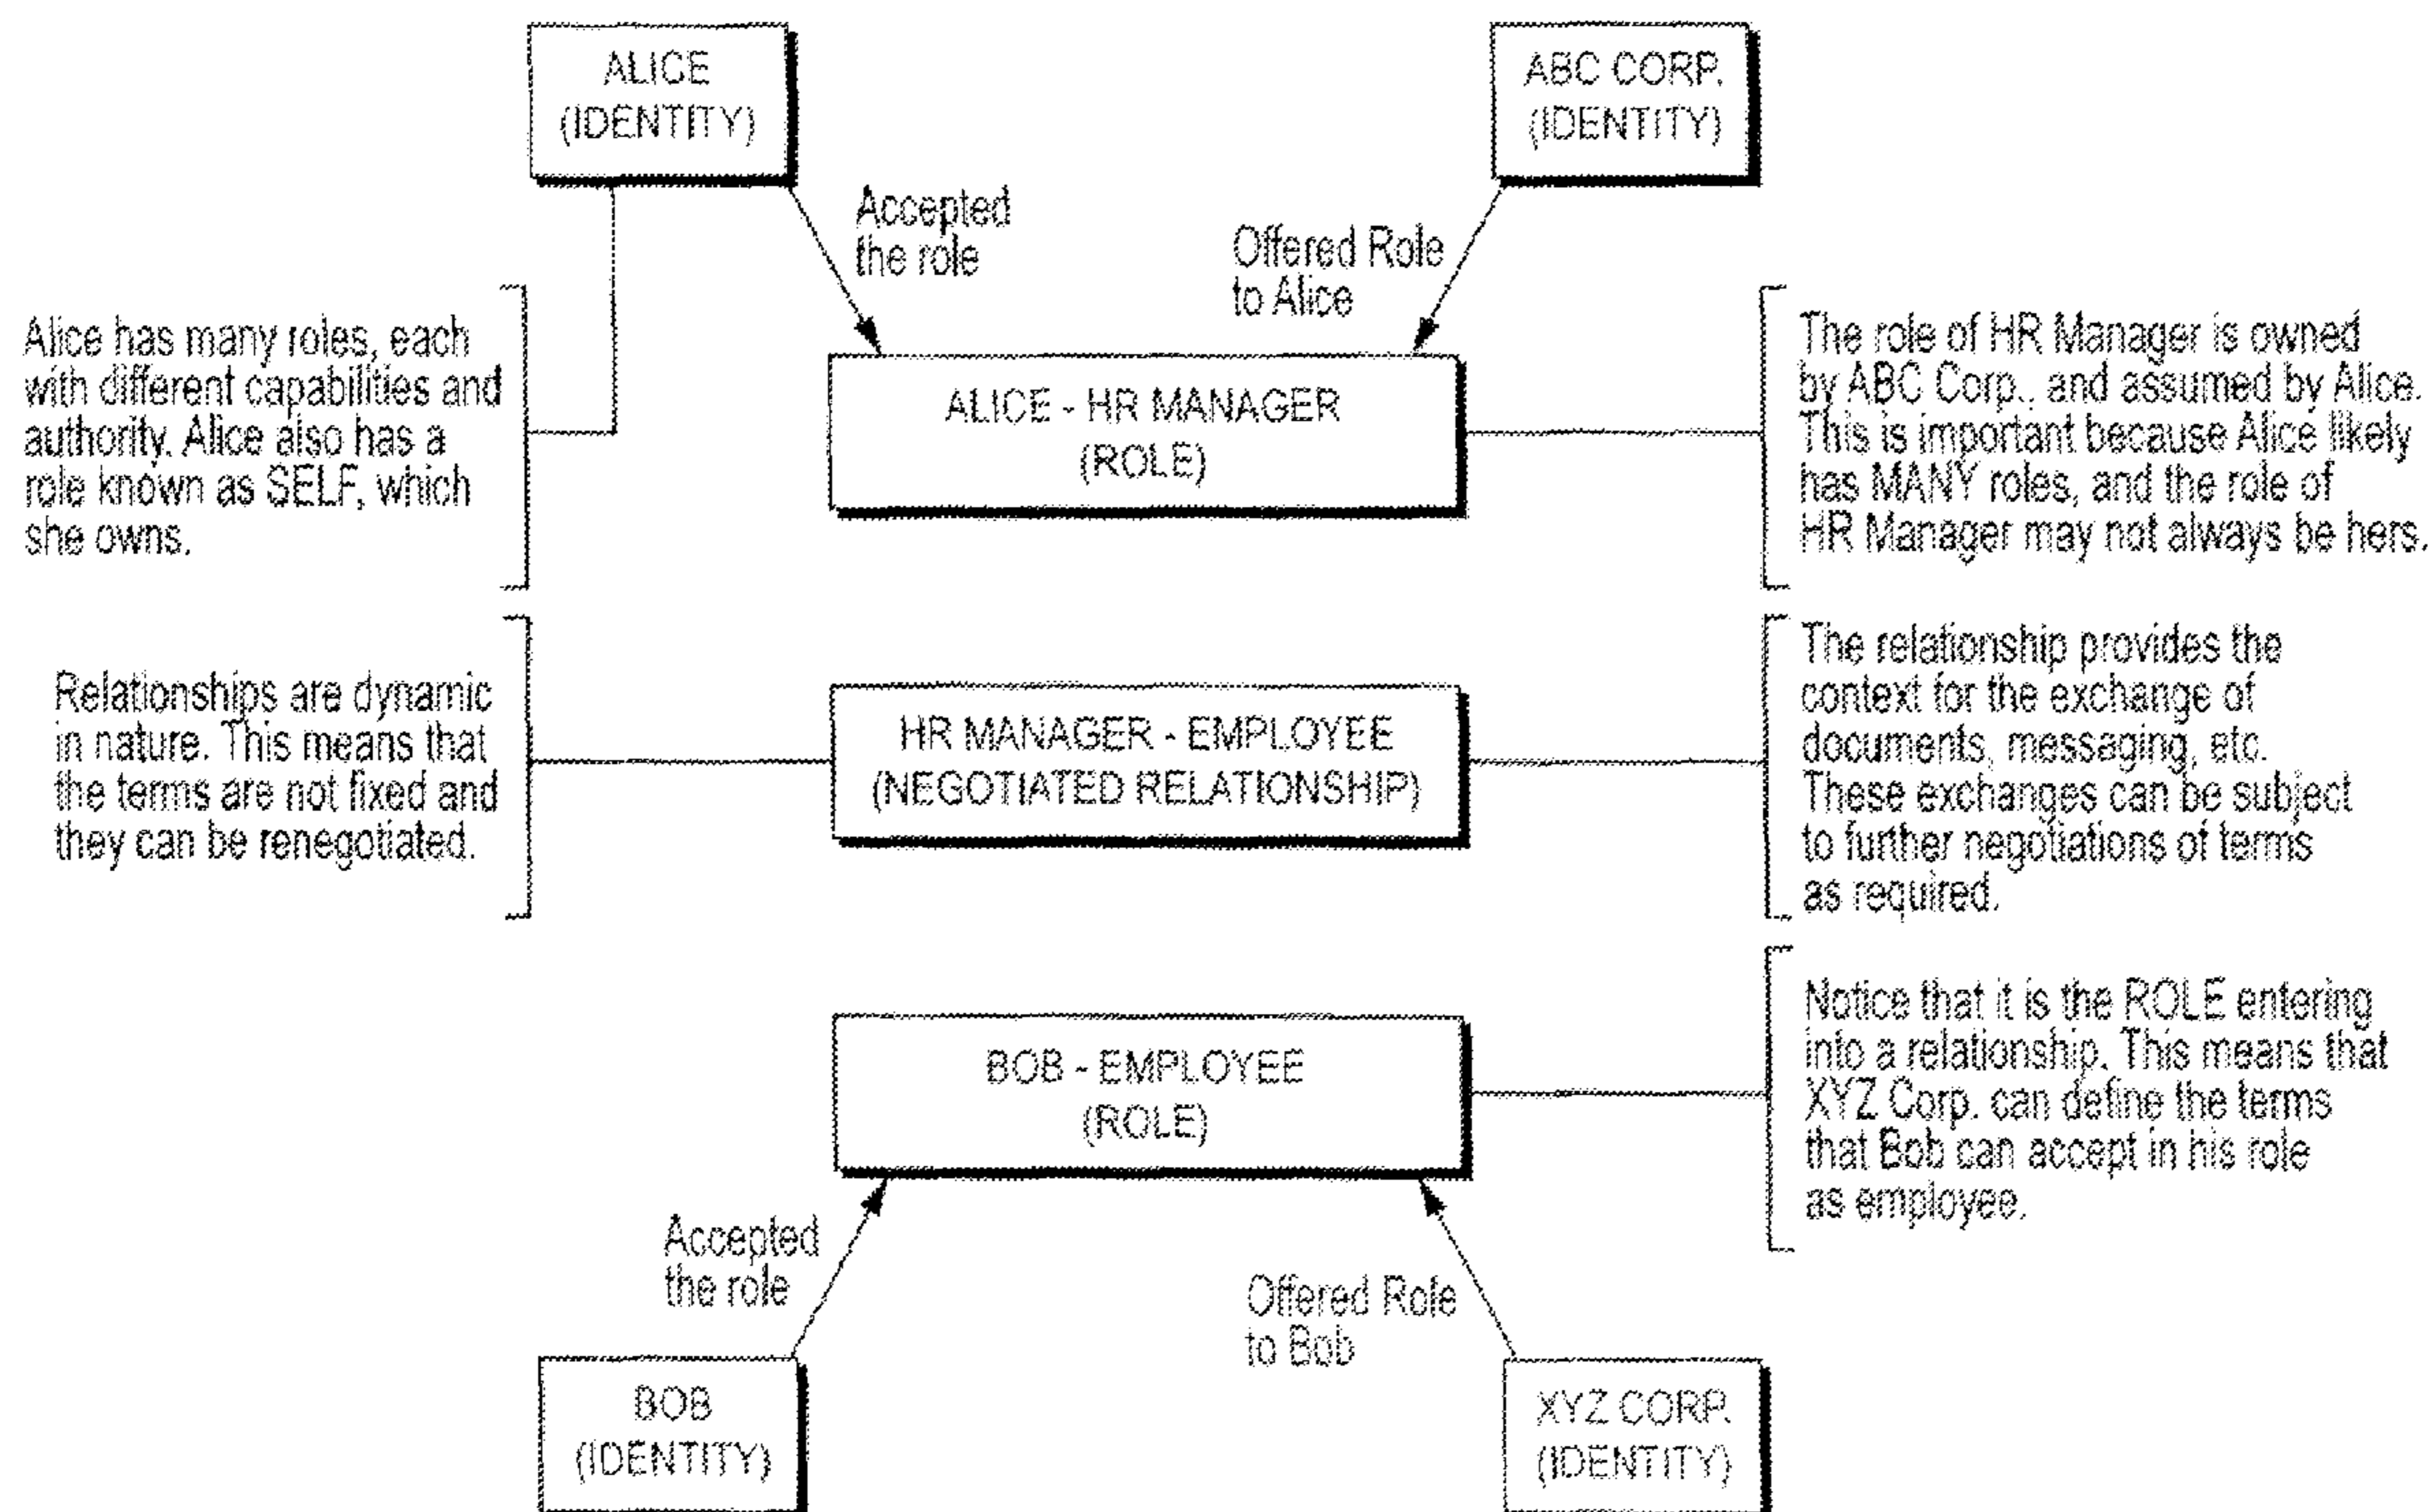 ALICE
(IDENTITY)
ABC CORP.
(IDENTITY)
Accepted
the role
Offered Role
to Alice
Alice has many roles, each
with different capabilities and
authority. Alice also has a
role known as SELF, which
she owns.
ALICE - HR MANAGER
(ROLE)
The role of HR Manager is owned
by ABC Corp., and assumed by Alice.
This is important because Alice likely
has MANY roles, and the role of
HR Manager may not always be hers.
Relationships are dynamic
in nature. This means that
the terms are not fixed and
they can be renegotiated.
HR MANAGER - EMPLOYEE
(NEGOTIATED RELATIONSHIP)
The relationship provides the
context for the exchange of
documents, messaging, etc.
These exchanges can be subject
to further negotiations of terms
as required.
BOB - EMPLOYEE
(ROLE)
Notice that it is the ROLE entering
into a relationship. This means that
XYZ Corp. can define the terms
that Bob can accept in his role
as employee.
Accepted
the role
Offered Role
to Bob
BOB
(IDENTITY)
XYZ CORP.
(IDENTITY)